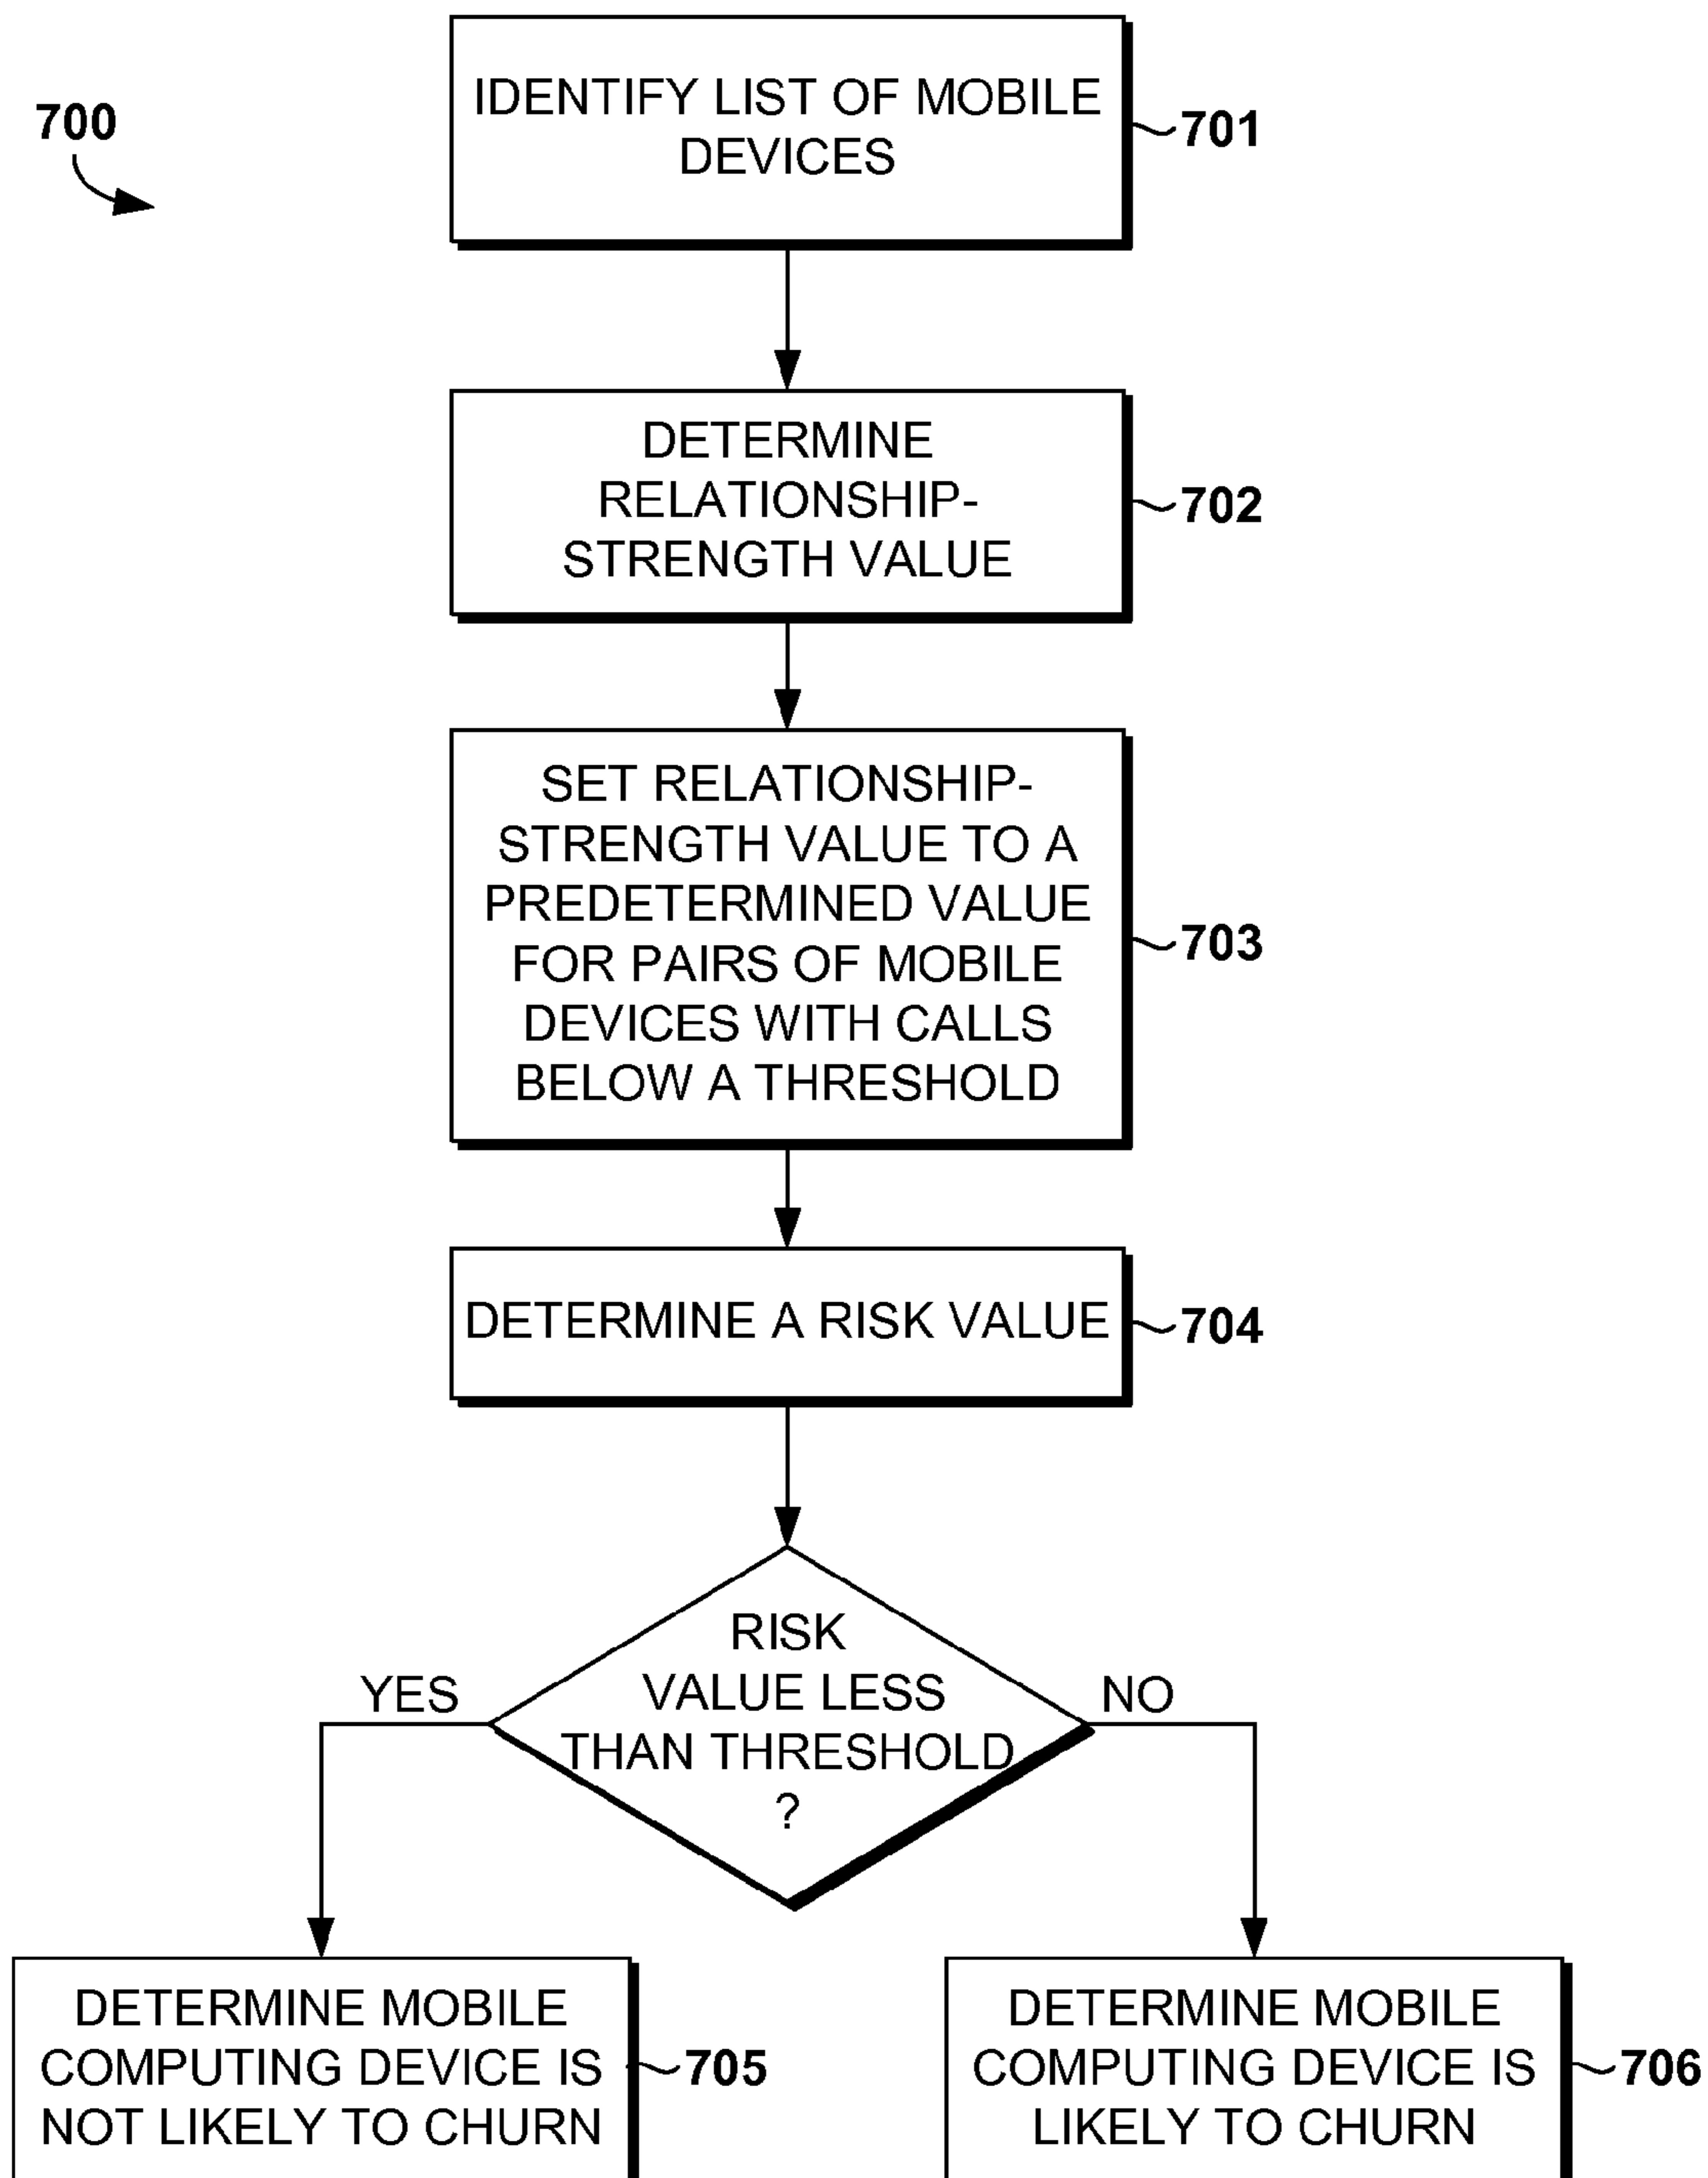 700
IDENTIFY LIST OF MOBILE
DEVICES
701
DETERMINE
RELATIONSHIP-
STRENGTH VALUE
702
SET RELATIONSHIP-
STRENGTH VALUE TO A
PREDETERMINED VALUE
FOR PAIRS OF MOBILE
DEVICES WITH CALLS
BELOW A THRESHOLD
703
DETERMINE A RISK VALUE
704
RISK
VALUE LESS
THAN THRESHOLD
?
YES
NO
DETERMINE MOBILE
COMPUTING DEVICE IS
NOT LIKELY TO CHURN
705
DETERMINE MOBILE
COMPUTING DEVICE IS
LIKELY TO CHURN
706